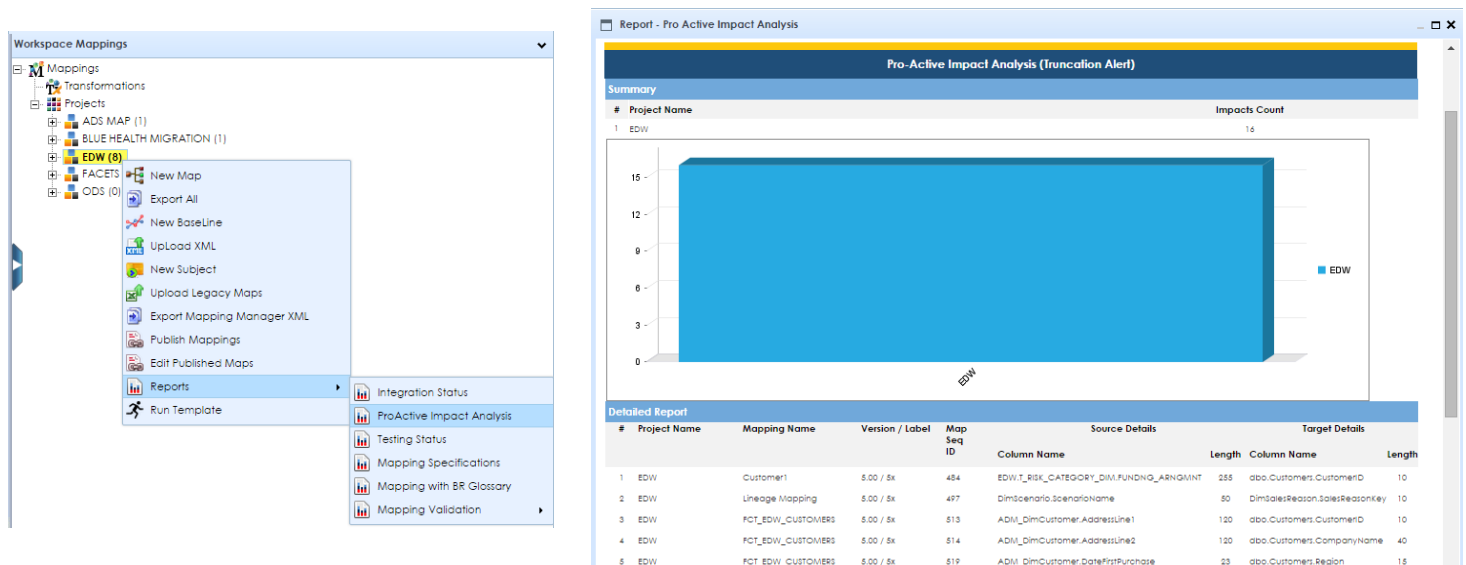 Workspace Mappings
Mappings
Transformations
Projects
ADS MAP (1)
BLUE HEALTH MIGRATION (1)
EDW (8)
FACETS
ODS (0)
New Map
Export All
New BaseLine
UpLoad XML
New Subject
Upload Legacy Maps
Export Mapping Manager XML
Publish Mappings
Edit Published Maps
Reports
Run Template
Integration Status
ProActive Impact Analysis
Testing Status
Mapping Specifications
Mapping with BR Glossary
Mapping Validation
Report - Pro Active Impact Analysis
Pro-Active Impact Analysis (Truncation Alert)
Summary
# Project Name Impacts Count
1 EDW 16
15
12
9
6
3
0
EDW
EDW
Detailed Report
# Project Name Mapping Name Version / Label Map Seq ID Source Details Target Details
Column Name Length Column Name Length
1 EDW Customer1 5.00 / 5x 484 EDW.T_RISK_CATEGORY_DIM.FUNDNG_ARNGMNT 255 dbo.Customers.CustomerID 10
2 EDW Lineage Mapping 5.00 / 5x 497 DimScenario.ScenarioName 50 DimSalesReason.SalesReasonKey 10
3 EDW FCT_EDW_CUSTOMERS 5.00 / 5x 513 ADM_DimCustomer.AddressLine1 120 dbo.Customers.CustomerID 10
4 EDW FCT_EDW_CUSTOMERS 5.00 / 5x 514 ADM_DimCustomer.AddressLine2 120 dbo.Customers.CompanyName 40
5 EDW FCT_EDW_CUSTOMERS 5.00 / 5x 519 ADM_DimCustomer.DateFirstPurchase 23 dbo.Customers.Region 15